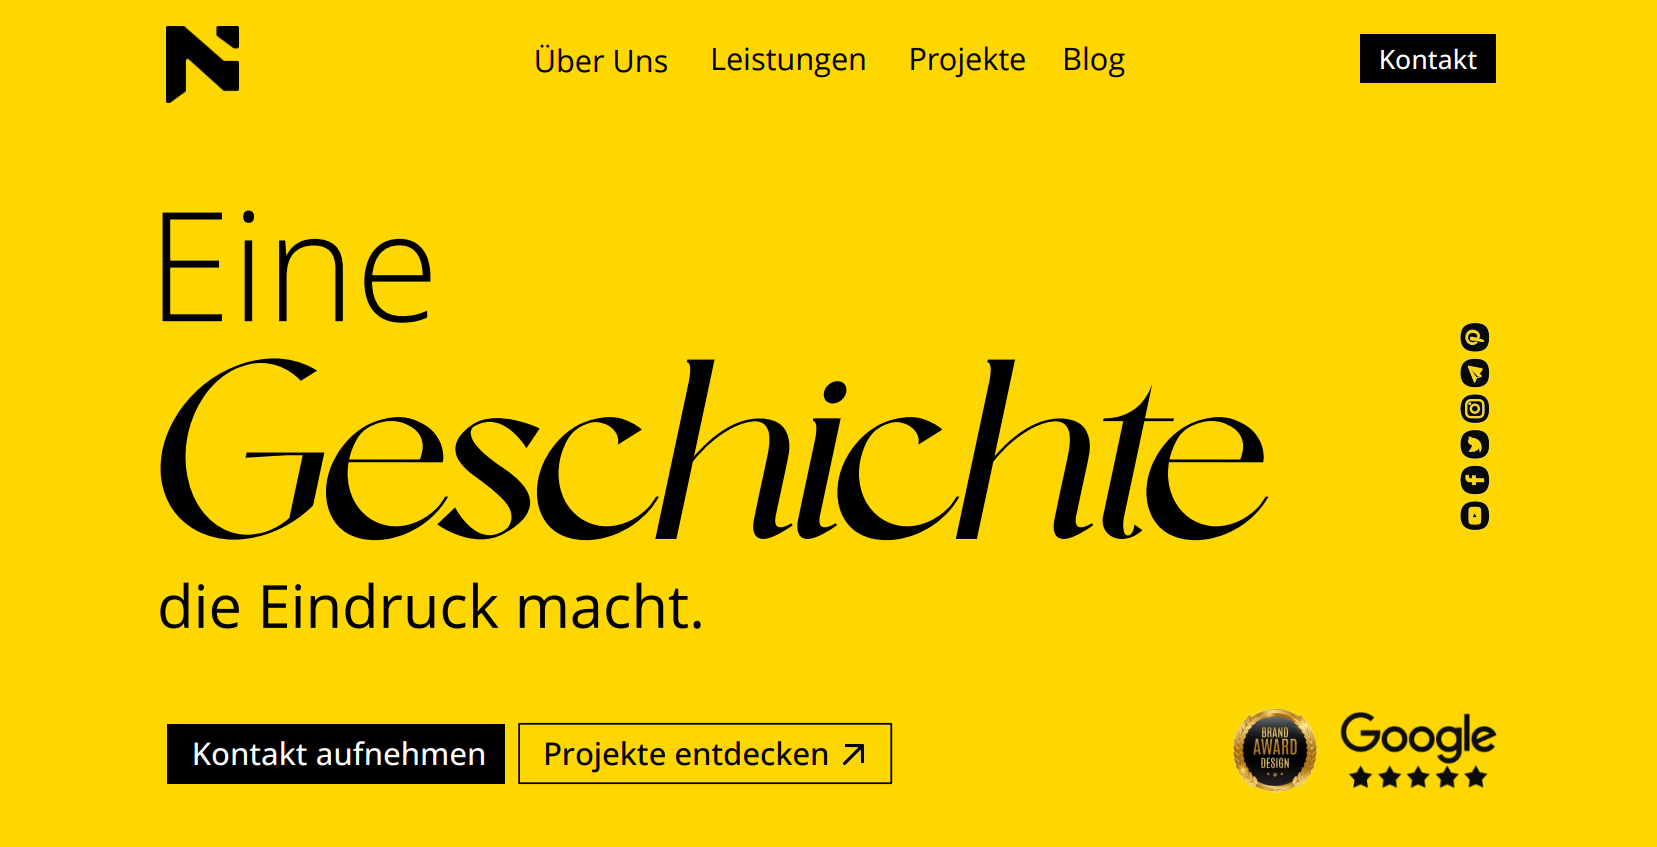 Über Uns Leistungen Projekte Blog Kontakt
Eine
Geschichte
die Eindruck macht.
Kontakt aufnehmen Projekte entdecken
BRAND
AWARD
DESIGN
Google